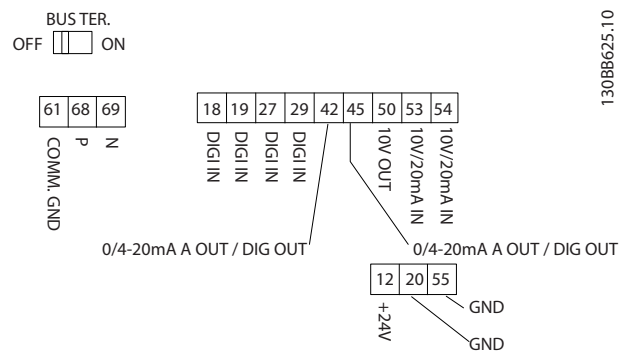 BUS TER.
OFF ON
130BB625.10
61 68 69
COMM. GND
P
N
18 19 27 29 42 45 50 53 54
DIGI IN
DIGI IN
DIGI IN
DIGI IN
10V OUT
10V/20mA IN
10V/20mA IN
0/4-20mA A OUT / DIG OUT
0/4-20mA A OUT / DIG OUT
12 20 55
+24V
GND
GND